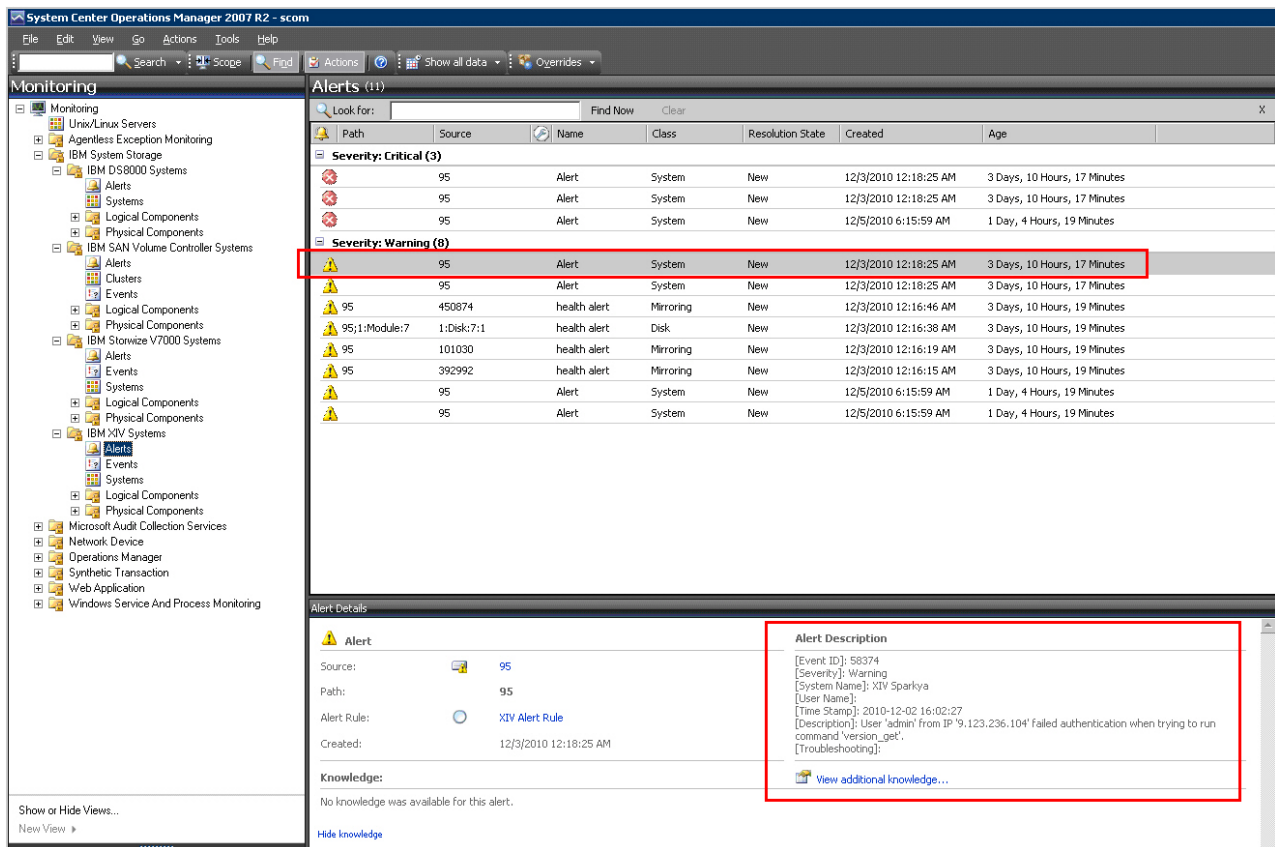 System Center Operations Manager 2007 R2 - scom
File Edit View Go Actions Tools Help
Search Scope Find Actions Show all data Overrides
Monitoring
Monitoring
Unix/Linux Servers
Agentless Exception Monitoring
IBM System Storage
IBM DS8000 Systems
Alerts
Systems
Logical Components
Physical Components
IBM SAN Volume Controller Systems
Alerts
Clusters
Events
Logical Components
Physical Components
IBM Storwize V7000 Systems
Alerts
Events
Systems
Logical Components
Physical Components
IBM XIV Systems
Alerts
Events
Systems
Logical Components
Physical Components
Microsoft Audit Collection Services
Network Device
Operations Manager
Synthetic Transaction
Web Application
Windows Service And Process Monitoring
Show or Hide Views...
New View
Alerts (11)
Look for: Find Now Clear X
Path Source Name Class Resolution State Created Age
Severity: Critical (3)
95 Alert System New 12/3/2010 12:18:25 AM 3 Days, 10 Hours, 17 Minutes
95 Alert System New 12/3/2010 12:18:25 AM 3 Days, 10 Hours, 17 Minutes
95 Alert System New 12/5/2010 6:15:59 AM 1 Day, 4 Hours, 19 Minutes
Severity: Warning (8)
95 Alert System New 12/3/2010 12:18:25 AM 3 Days, 10 Hours, 17 Minutes
95 Alert System New 12/3/2010 12:18:25 AM 3 Days, 10 Hours, 17 Minutes
95 450874 health alert Mirroring New 12/3/2010 12:16:46 AM 3 Days, 10 Hours, 19 Minutes
95;1:Module:7 1:Disk:7:1 health alert Disk New 12/3/2010 12:16:38 AM 3 Days, 10 Hours, 19 Minutes
95 101030 health alert Mirroring New 12/3/2010 12:16:19 AM 3 Days, 10 Hours, 19 Minutes
95 392992 health alert Mirroring New 12/3/2010 12:16:15 AM 3 Days, 10 Hours, 19 Minutes
95 Alert System New 12/5/2010 6:15:59 AM 1 Day, 4 Hours, 19 Minutes
95 Alert System New 12/5/2010 6:15:59 AM 1 Day, 4 Hours, 19 Minutes
Alert Details
Alert
Source: 95
Path: 95
Alert Rule: XIV Alert Rule
Created: 12/3/2010 12:18:25 AM
Knowledge:
No knowledge was available for this alert.
Hide knowledge
Alert Description
[Event ID]: 58374
[Severity]: Warning
[System Name]: XIV Sparkya
[User Name]:
[Time Stamp]: 2010-12-02 16:02:27
[Description]: User 'admin' from IP '9.123.236.104' failed authentication when trying to run
command 'version_get'.
[Troubleshooting]:
View additional knowledge...